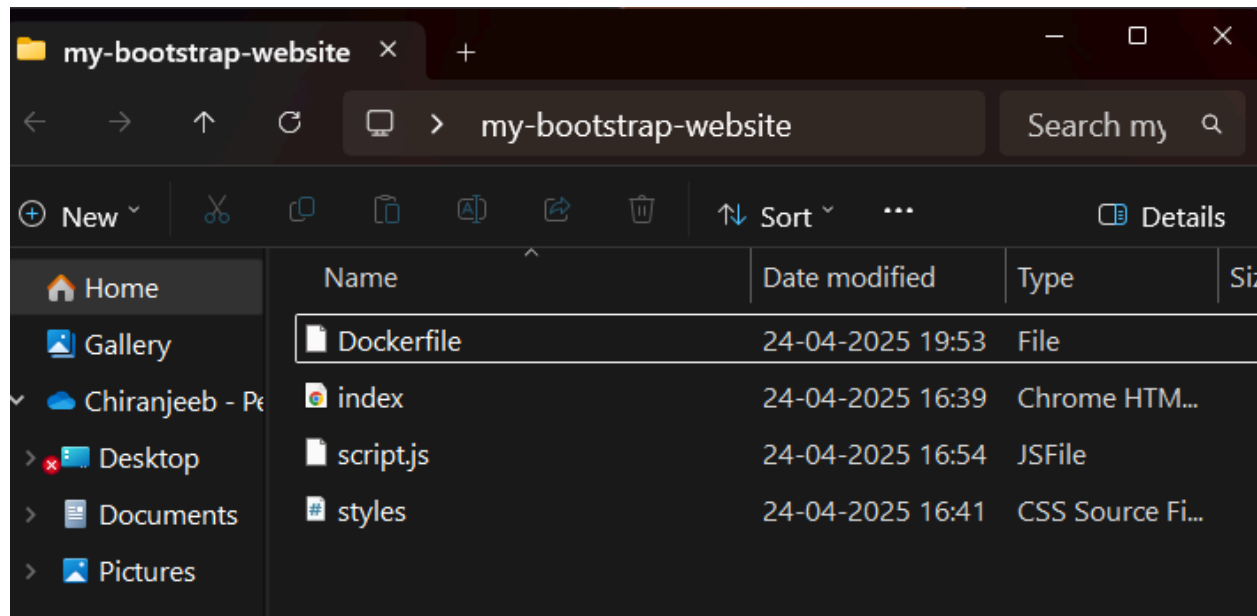 my-bootstrap-website
my-bootstrap-website
Search my
New
Sort
Details
Name Date modified Type Siz
Home
Gallery
Chiranjeeb - Pe
Desktop
Documents
Pictures
Dockerfile 24-04-2025 19:53 File
index 24-04-2025 16:39 Chrome HTM...
script.js 24-04-2025 16:54 JSFile
styles 24-04-2025 16:41 CSS Source Fi...